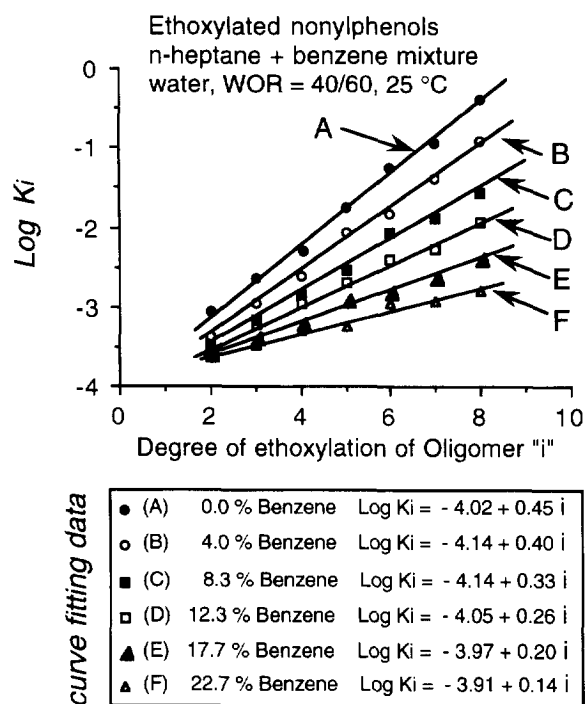 Ethoxylated nonylphenols
n-heptane + benzene mixture
water, WOR = 40/60, 25 °C
Log Ki
0
-1
-2
-3
-4
A
B
C
D
E
F
0 2 4 6 8 10
Degree of ethoxylation of Oligomer "i"
curve fitting data
(A) 0.0 % Benzene Log Ki = - 4.02 + 0.45 i
(B) 4.0 % Benzene Log Ki = - 4.14 + 0.40 i
(C) 8.3 % Benzene Log Ki = - 4.14 + 0.33 i
(D) 12.3 % Benzene Log Ki = - 4.05 + 0.26 i
(E) 17.7 % Benzene Log Ki = - 3.97 + 0.20 i
(F) 22.7 % Benzene Log Ki = - 3.91 + 0.14 i